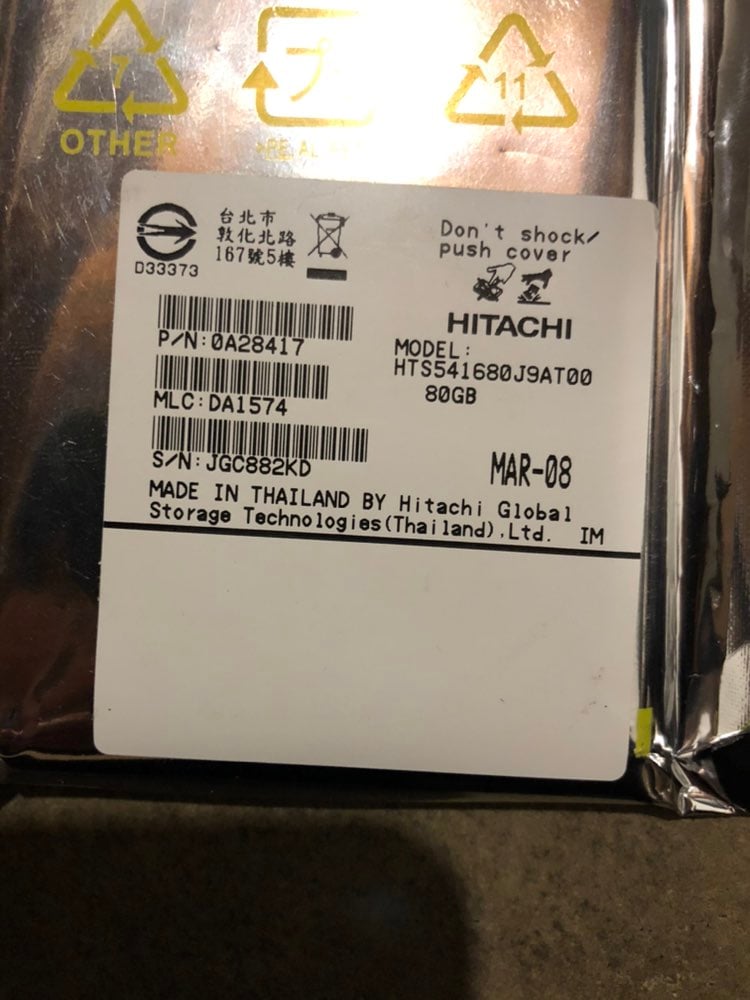 7
OTHER
11
台北市
敦化北路
167號5樓
D33373
Don't shock/
push cover
HITACHI
P/N:0A28417
MODEL:
HTS541680J9AT00
80GB
MLC:DA1574
S/N:JGC882KD
MAR-08
MADE IN THAILAND BY Hitachi Global
Storage Technologies(Thailand),Ltd. IM